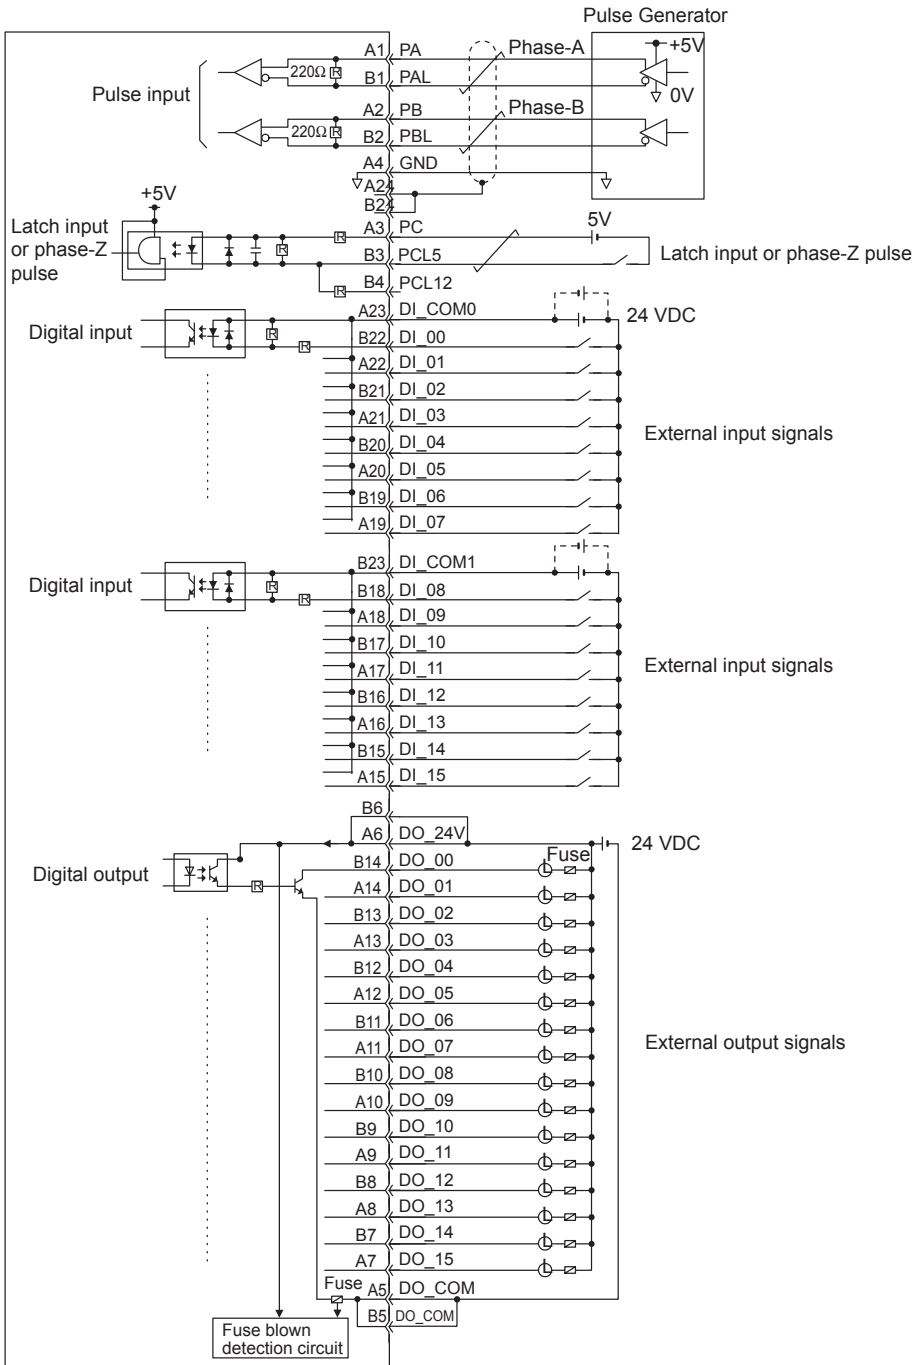 Pulse Generator
A1 PA Phase-A +5V
220Ω R
B1 PAL 0V
Pulse input
A2 PB Phase-B
220Ω R
B2 PBL
A4 GND
A24
B24
+5V
Latch input
or phase-Z
pulse
R A3 PC 5V
R
B3 PCL5 Latch input or phase-Z pulse
R B4 PCL12
A23 DI_COM0 24 VDC
Digital input
R
R B22 DI_00
A22 DI_01
B21 DI_02
A21 DI_03
External input signals
B20 DI_04
A20 DI_05
B19 DI_06
A19 DI_07
B23 DI_COM1
Digital input
R
R B18 DI_08
A18 DI_09
B17 DI_10
External input signals
A17 DI_11
B16 DI_12
A16 DI_13
B15 DI_14
A15 DI_15
B6
A6 DO_24V 24 VDC
Digital output
R
B14 DO_00 L Fuse
A14 DO_01 L
B13 DO_02 L
A13 DO_03 L
B12 DO_04 L
A12 DO_05 L
B11 DO_06 L
External output signals
A11 DO_07 L
B10 DO_08 L
A10 DO_09 L
B9 DO_10 L
A9 DO_11 L
B8 DO_12 L
A8 DO_13 L
B7 DO_14 L
A7 DO_15 L
Fuse A5 DO_COM
B5 DO_COM
Fuse blown
detection circuit